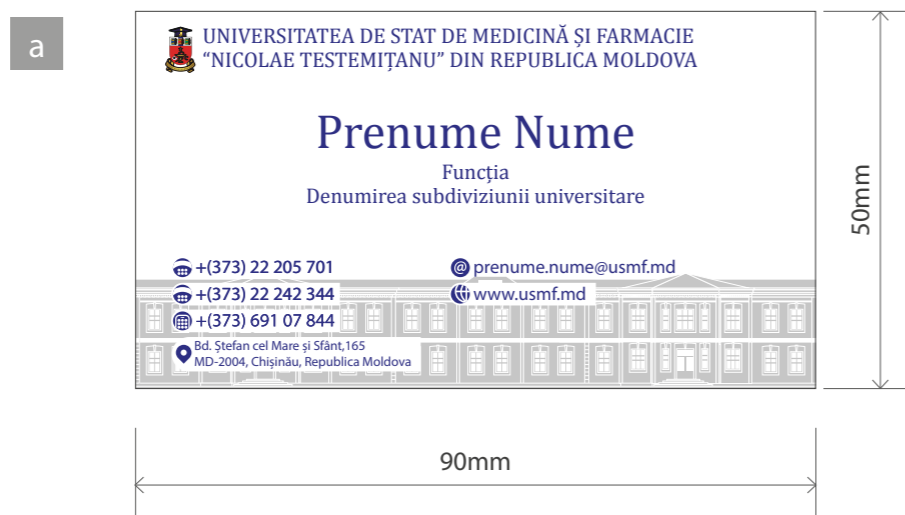 a
UNIVERSITATEA DE STAT DE MEDICINĂ ȘI FARMACIE
“NICOLAE TESTEMIȚANU” DIN REPUBLICA MOLDOVA
Prenume Nume
Funcția
Denumirea subdiviziunii universitare
+(373) 22 205 701
+(373) 22 242 344
+(373) 691 07 844
Bd. Ștefan cel Mare și Sfânt,165
MD-2004, Chișinău, Republica Moldova
@ prenume.nume@usmf.md
www.usmf.md
50mm
90mm